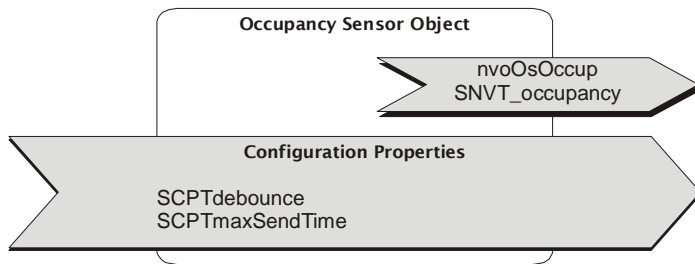 Occupancy Sensor Object
nvoOsOccup
SNVT_occupancy
Configuration Properties
SCPTdebounce
SCPTmaxSendTime